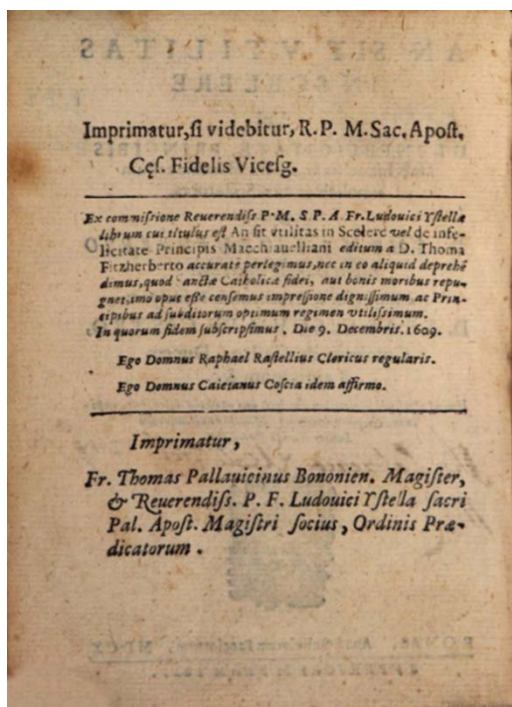 Imprimatur, si videbitur, R. P. M. Sac. Apost.
Cęs. Fidelis Vicesg.
Ex commissione Reuerendiss P. M. S. P. A. Fr. Ludouici Ystellæ
librum cui titulus est An sit vtilitas in Scelere vel de infe-
licitate Principis Macchiauelliani editum a D. Thoma
Fitzherberto accuratè perlegimus, nec in eo aliquid deprehē
dimus, quod sanctæ Catholicæ fidei, aut bonis moribus repu-
gnet, imo opus esse censemus impressione dignissimum ac Prin-
cipibus ad subditorum optimum regimen vtilissimum.
In quorum fidem subscripsimus. Die 9. Decembris. 1609.
Ego Domnus Raphael Rastellius Clericus regularis.
Ego Domnus Caietanus Coscia idem affirmo.
Imprimatur,
Fr. Thomas Pallauicinus Bononien. Magister,
& Reuerendiss. P. F. Ludouici Ystella sacri
Pal. Apost. Magistri socius, Ordinis Præ-
dicatorum.